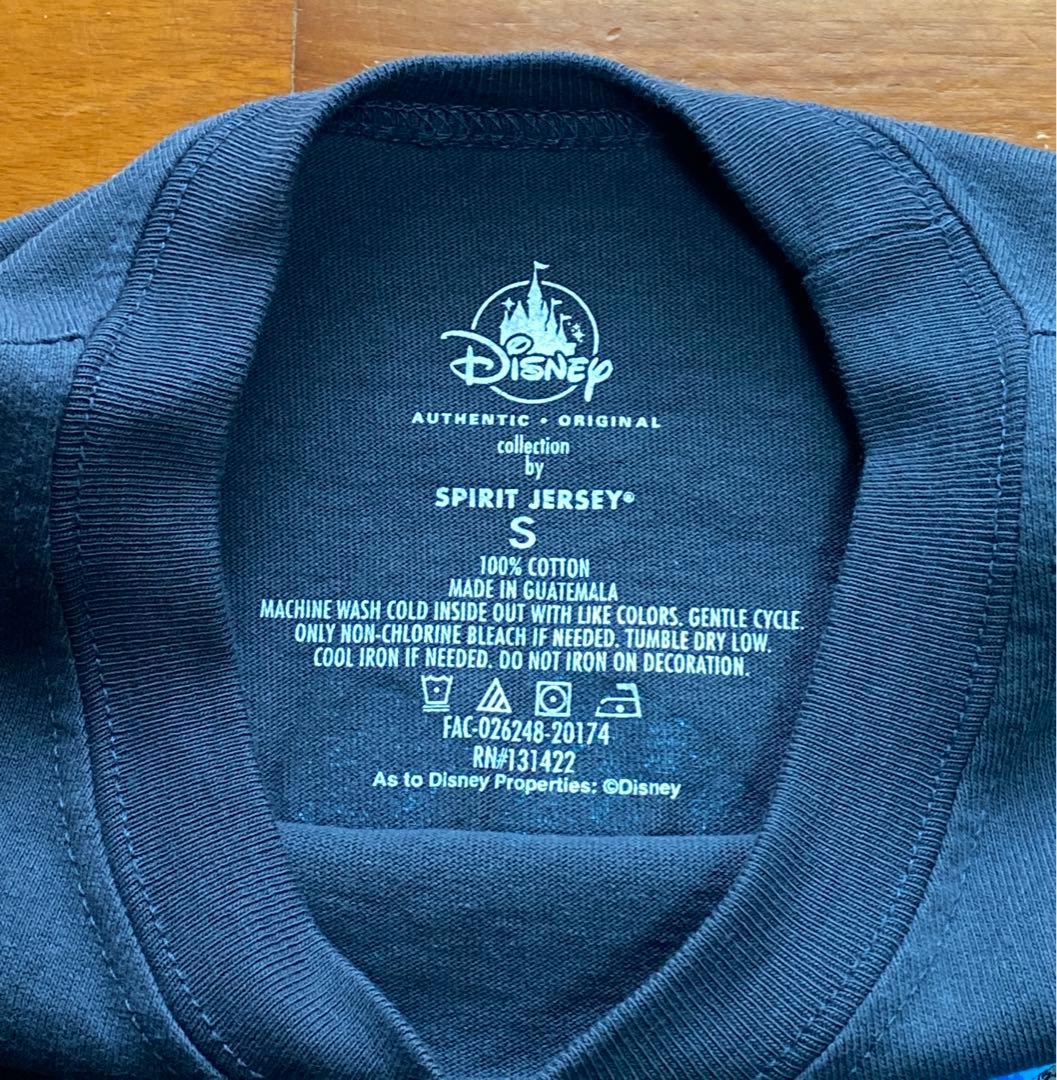 Disney
AUTHENTIC • ORIGINAL
collection
by
SPIRIT JERSEY®
S
100% COTTON
MADE IN GUATEMALA
MACHINE WASH COLD INSIDE OUT WITH LIKE COLORS. GENTLE CYCLE.
ONLY NON-CHLORINE BLEACH IF NEEDED. TUMBLE DRY LOW.
COOL IRON IF NEEDED. DO NOT IRON ON DECORATION.
FAC-026248-20174
RN#131422
As to Disney Properties: ©Disney